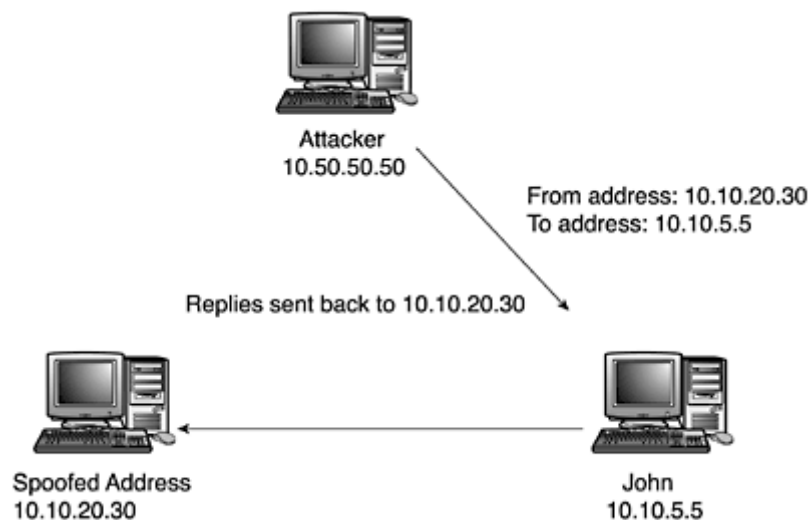 Attacker
10.50.50.50
From address: 10.10.20.30
To address: 10.10.5.5
Replies sent back to 10.10.20.30
Spoofed Address
10.10.20.30
John
10.10.5.5